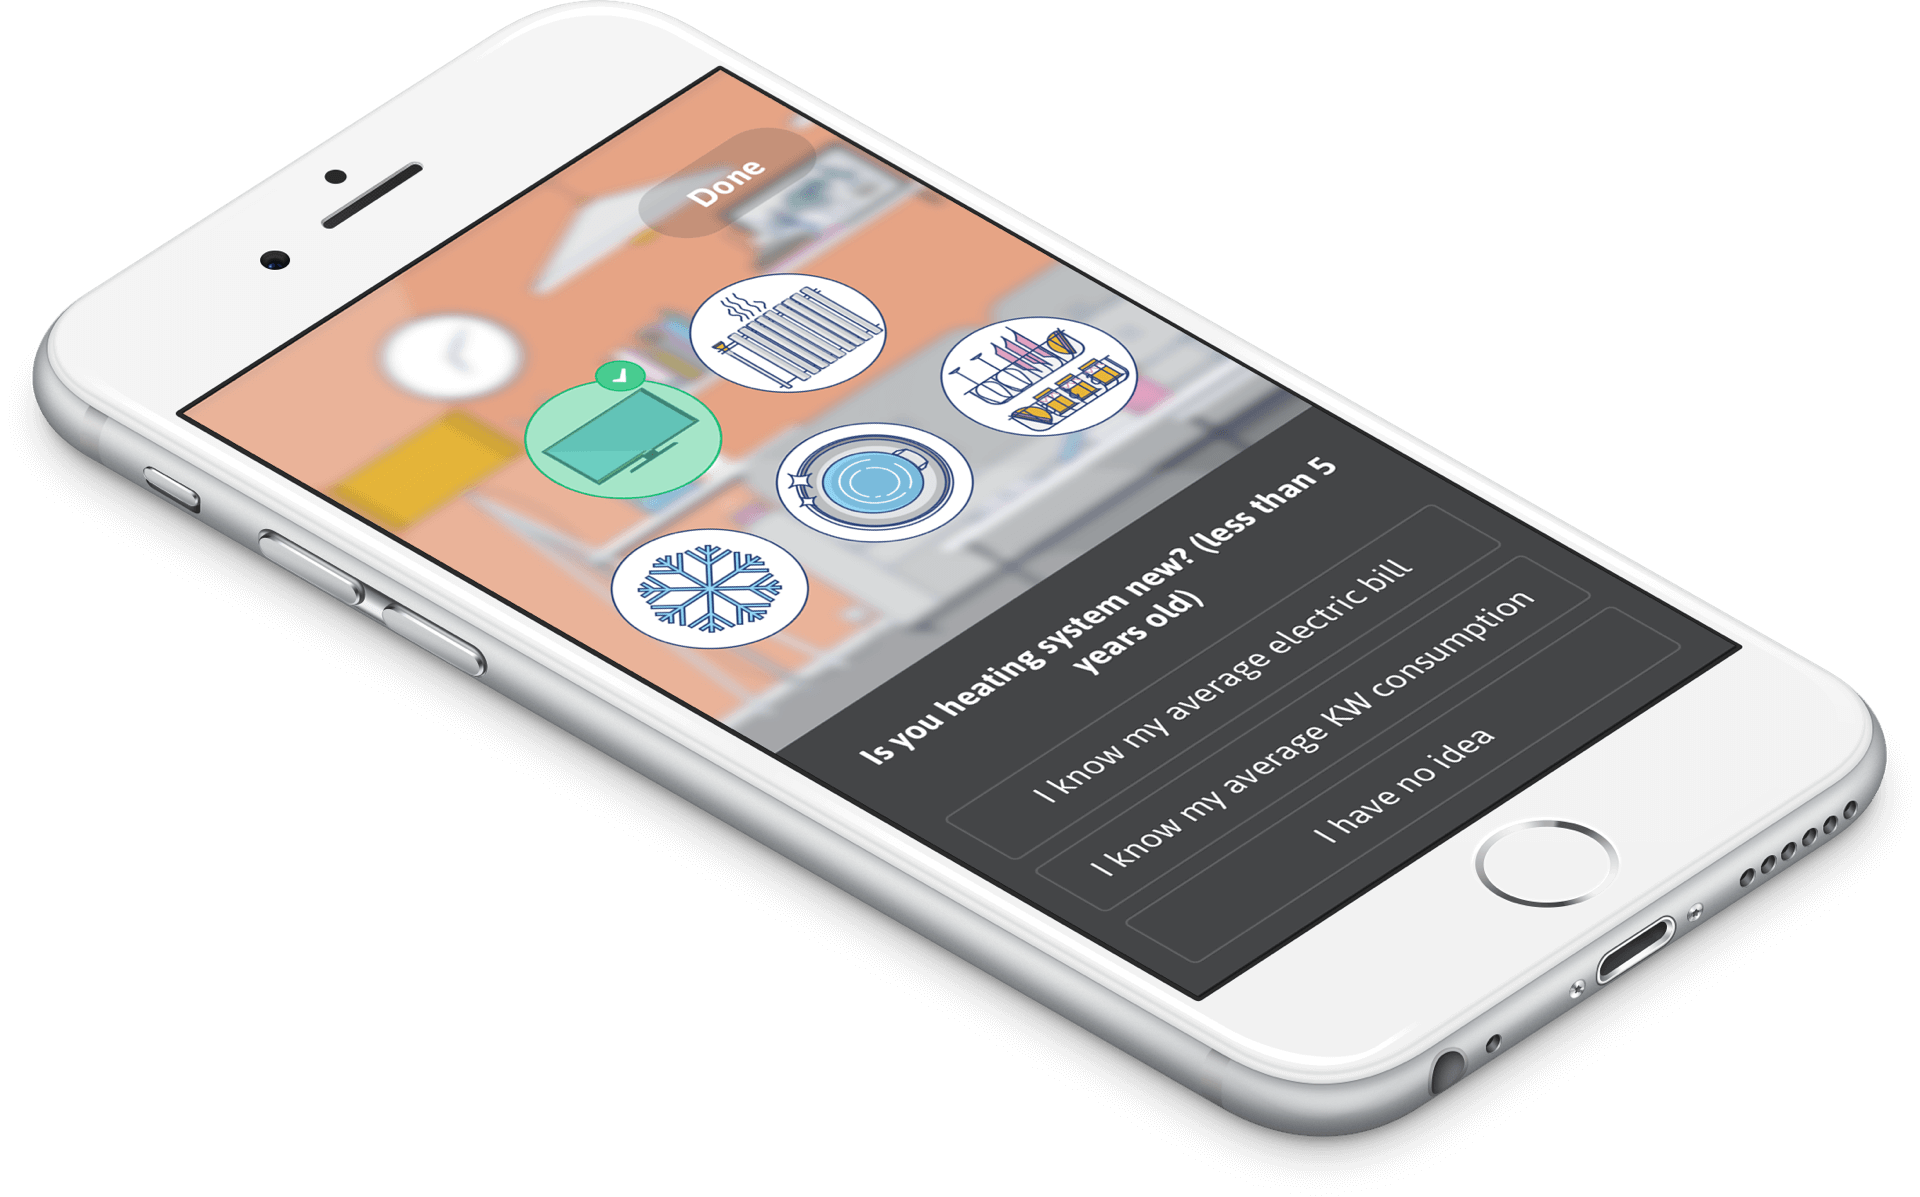 Done
Is you heating system new? (less than 5
years old)
I know my average electric bill
I know my average KW consumption
I have no idea